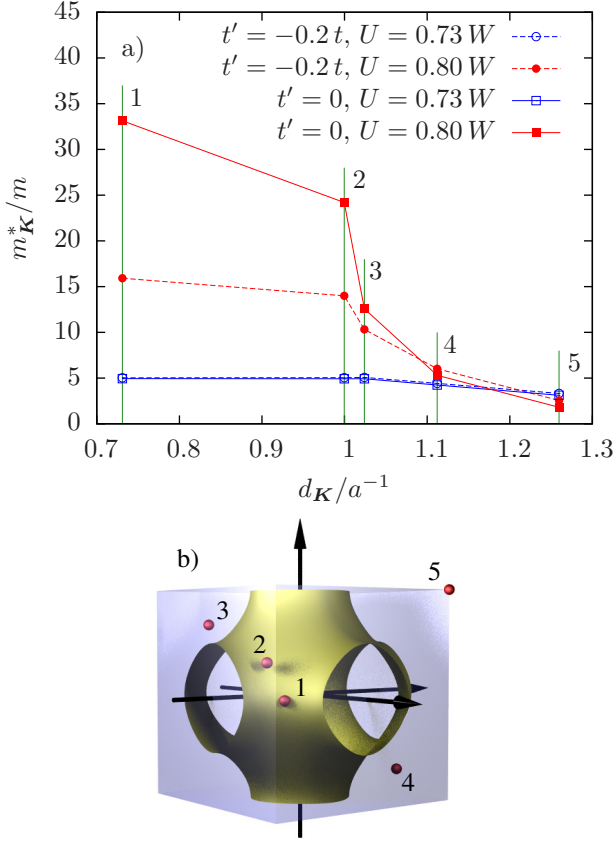 a)
t′ = −0.2 t, U = 0.73 W
t′ = −0.2 t, U = 0.80 W
t′ = 0, U = 0.73 W
t′ = 0, U = 0.80 W
45
40
35
30
25
20
15
10
5
0
m*K/m
1
2
3
4
5
0.7 0.8 0.9 1 1.1 1.2 1.3
dK/a−1
b)
5
3
2
1
4